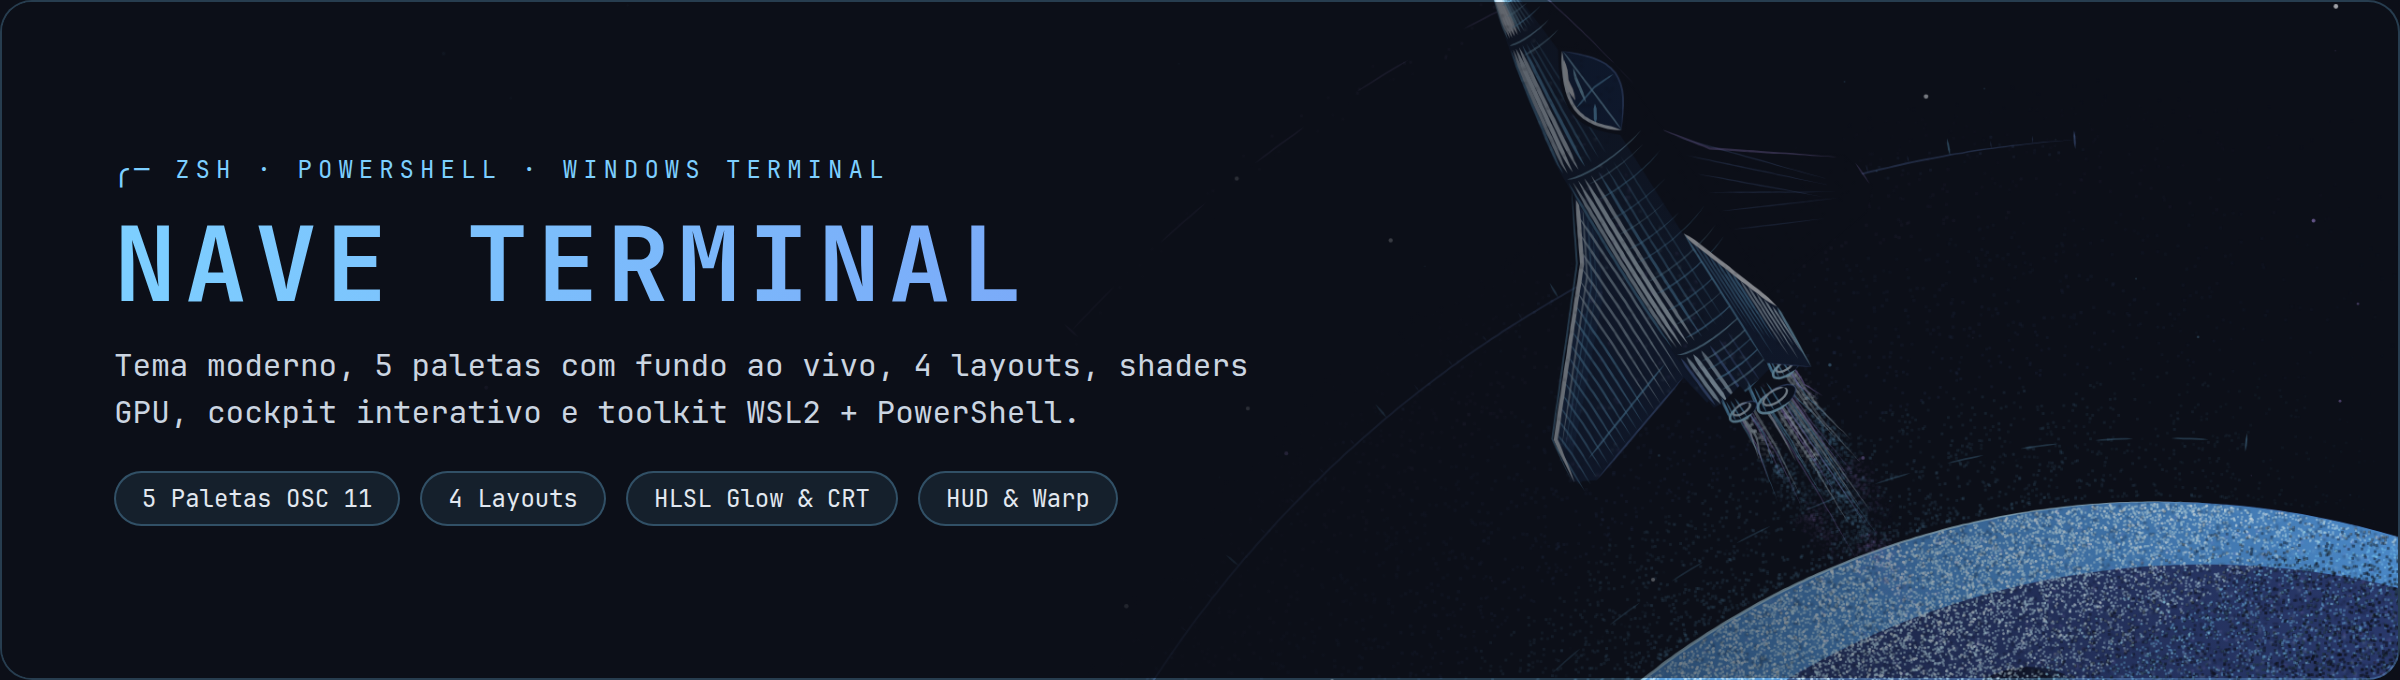 ╭─ ZSH · POWERSHELL · WINDOWS TERMINAL
NAVE TERMINAL
Tema moderno, 5 paletas com fundo ao vivo, 4 layouts, shaders
GPU, cockpit interativo e toolkit WSL2 + PowerShell.
5 Paletas OSC 11
4 Layouts
HLSL Glow & CRT
HUD & Warp